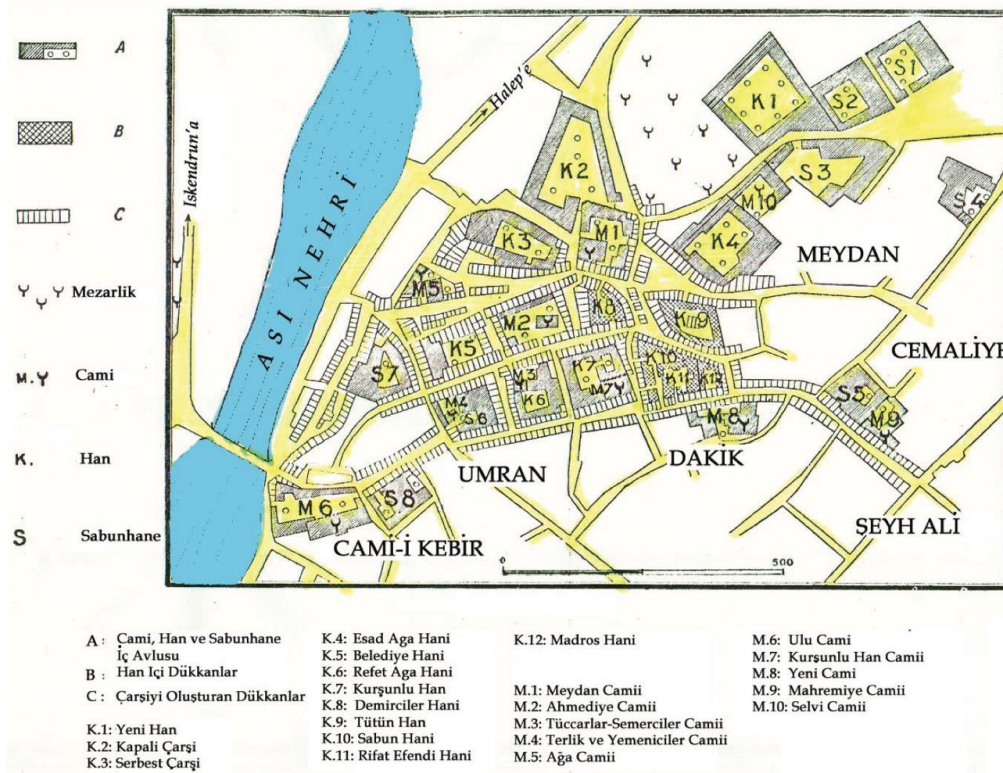 A
B
C
Mezarlik
M. Cami
K. Han
S Sabunhane
İskendrun'a
ASI NEHRİ
Halep'e
K1
S2
S1
K2
S3
M10
S4
K3
M1
K4
MEYDAN
M5
K8
M2
K9
CEMALİYE
K5
S7
K7
K10
M3
M7
K11
K12
M4
S6
K6
S5
M8
M9
UMRAN
DAKİK
M6
S8
ŞEYH ALİ
CAMİ-İ KEBİR
0 500
A : Cami, Han ve Sabunhane
İç Avlusu
B : Han Içi Dükkanlar
C : Çarsiyi Oluşturan Dükkanlar
K.1: Yeni Han
K.2: Kapali Çarşi
K.3: Serbest Çarşi
K.4: Esad Aga Hani
K.5: Belediye Hani
K.6: Refet Aga Hani
K.7: Kurşunlu Han
K.8: Demirciler Hani
K.9: Tütün Han
K.10: Sabun Hani
K.11: Rifat Efendi Hani
K.12: Madros Hani
M.1: Meydan Camii
M.2: Ahmediye Camii
M.3: Tüccarlar-Semerciler Camii
M.4: Terlik ve Yemeniciler Camii
M.5: Ağa Camii
M.6: Ulu Cami
M.7: Kurşunlu Han Camii
M.8: Yeni Cami
M.9: Mahremiye Camii
M.10: Selvi Camii